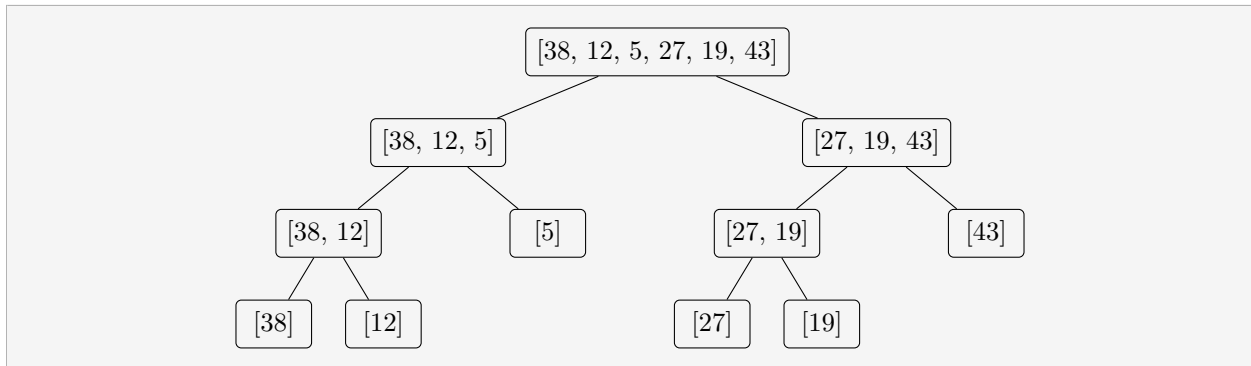 [38, 12, 5, 27, 19, 43]
[38, 12, 5]
[27, 19, 43]
[38, 12]
[5]
[27, 19]
[43]
[38]
[12]
[27]
[19]